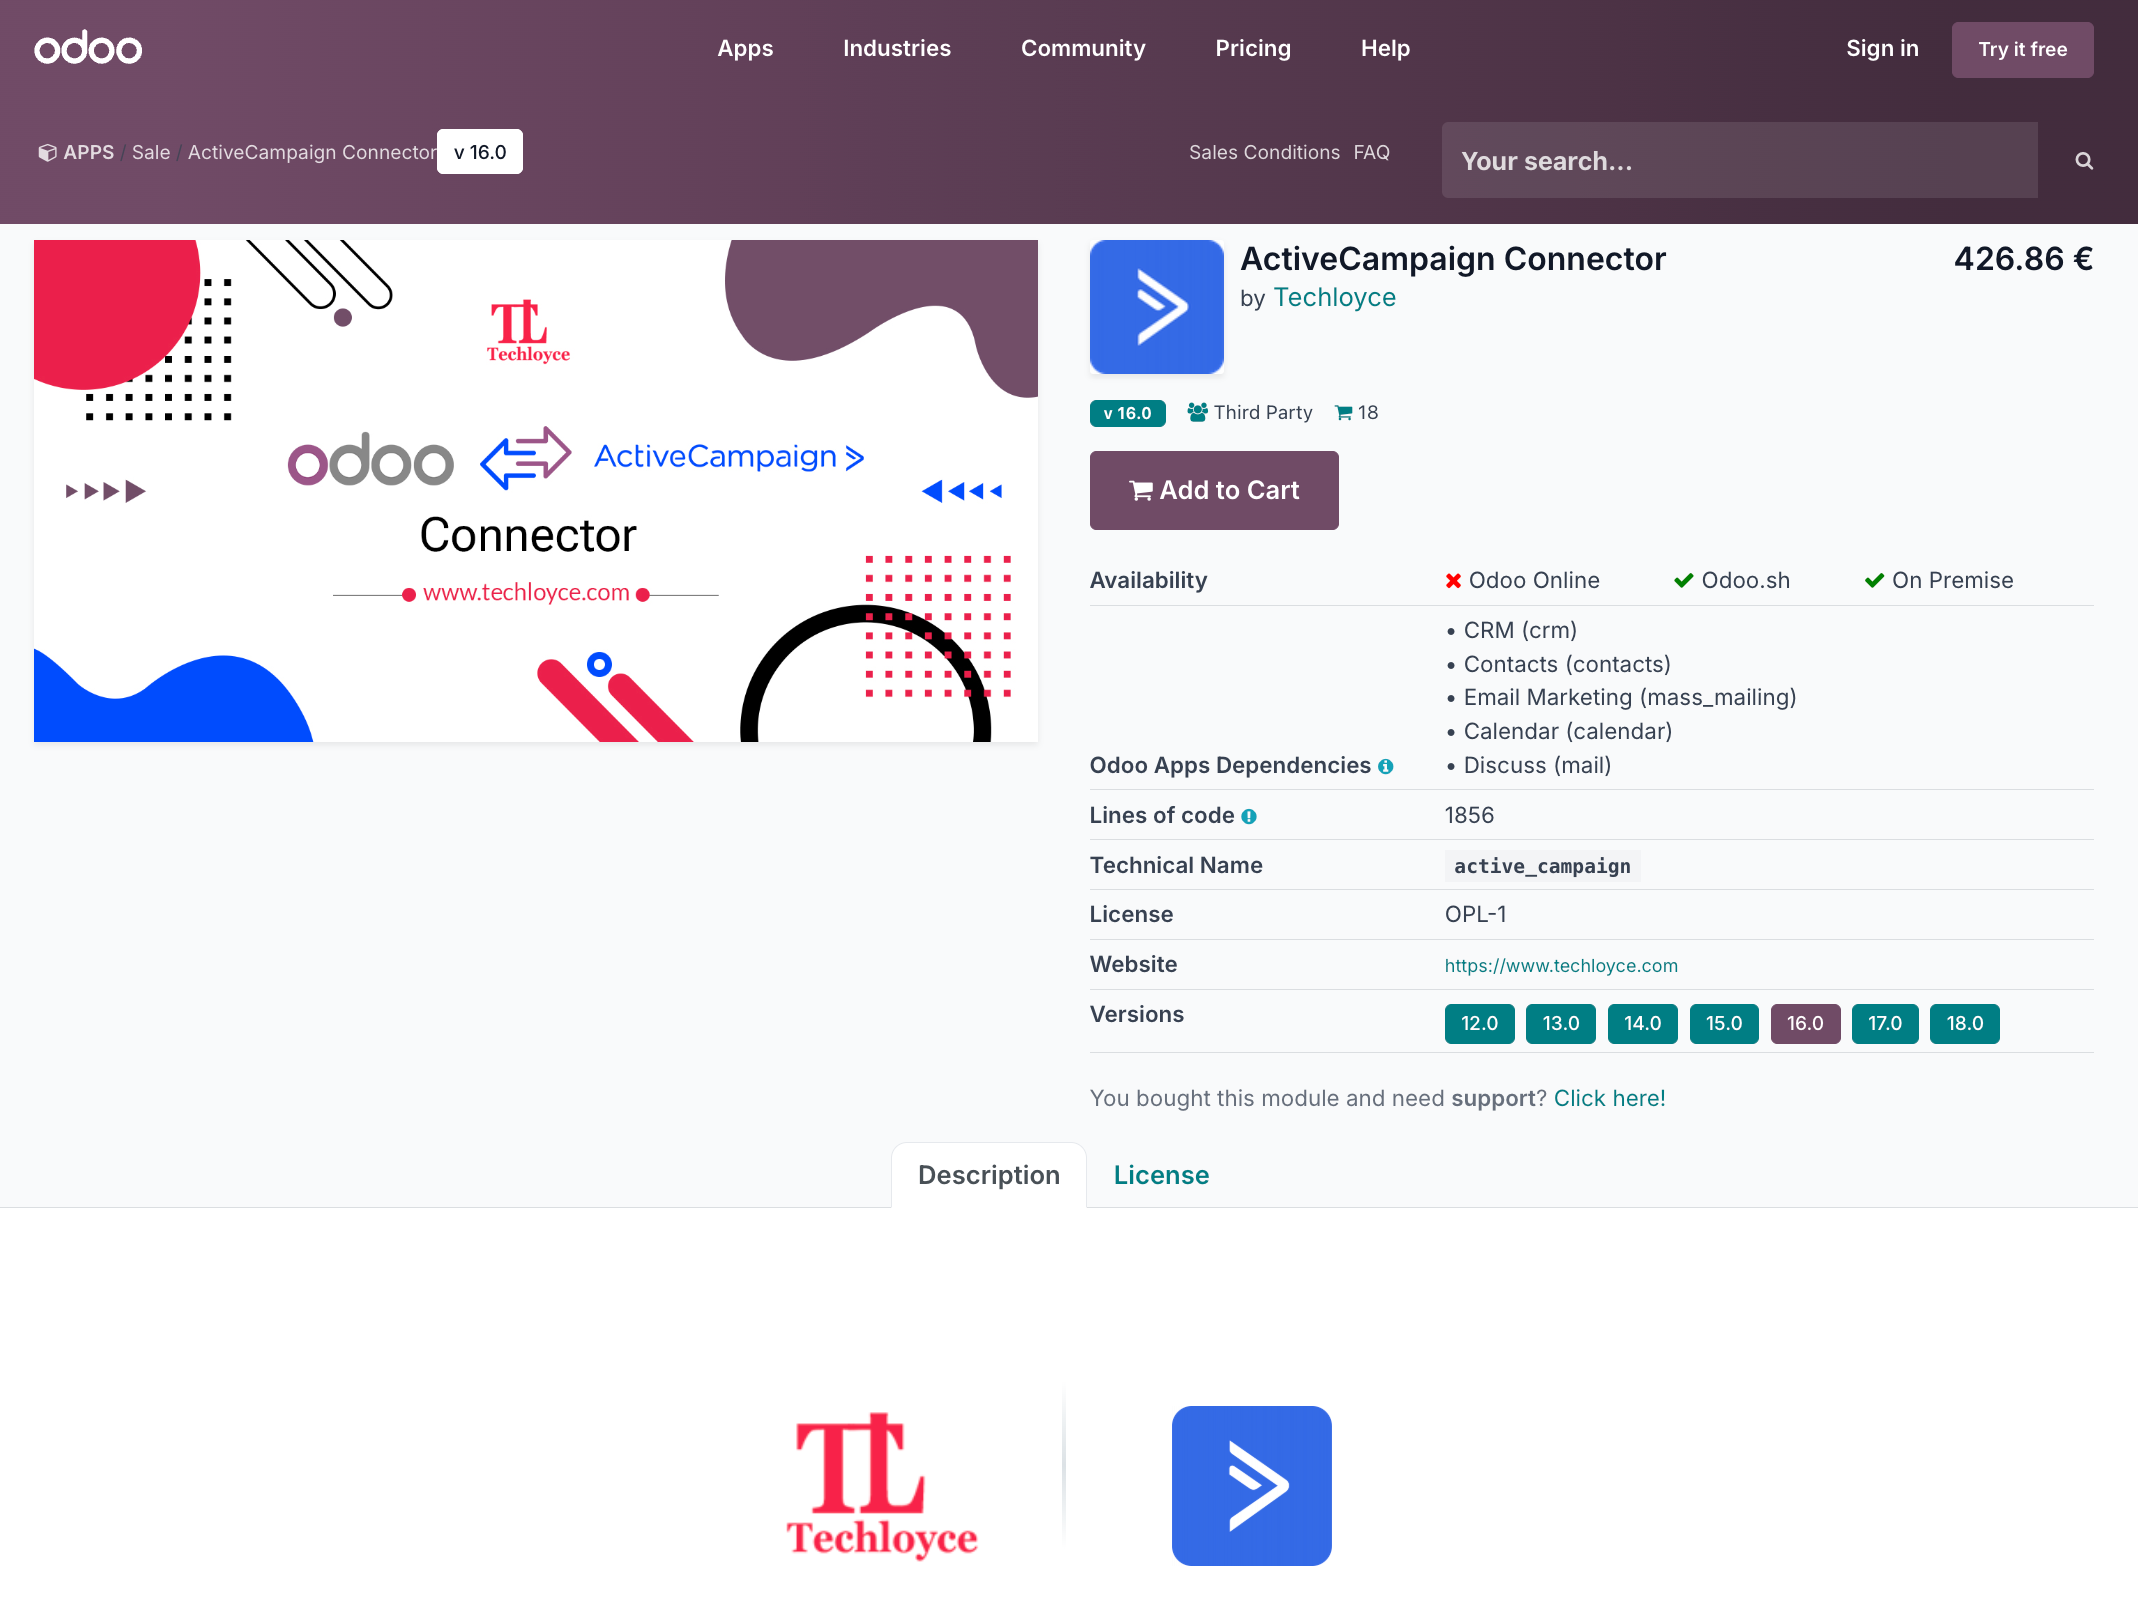 odoo
Apps Industries Community Pricing Help
Sign in Try it free
APPS / Sale / ActiveCampaign Connector v 16.0
Sales Conditions FAQ
Your search...
TL
Techloyce
odoo ActiveCampaign
Connector
www.techloyce.com
ActiveCampaign Connector 426.86 €
by Techloyce
v 16.0 Third Party 18
Add to Cart
Availability Odoo Online Odoo.sh On Premise
• CRM (crm)
• Contacts (contacts)
• Email Marketing (mass_mailing)
• Calendar (calendar)
Odoo Apps Dependencies • Discuss (mail)
Lines of code 1856
Technical Name active_campaign
License OPL-1
Website https://www.techloyce.com
Versions 12.0 13.0 14.0 15.0 16.0 17.0 18.0
You bought this module and need support? Click here!
Description License
TL
Techloyce